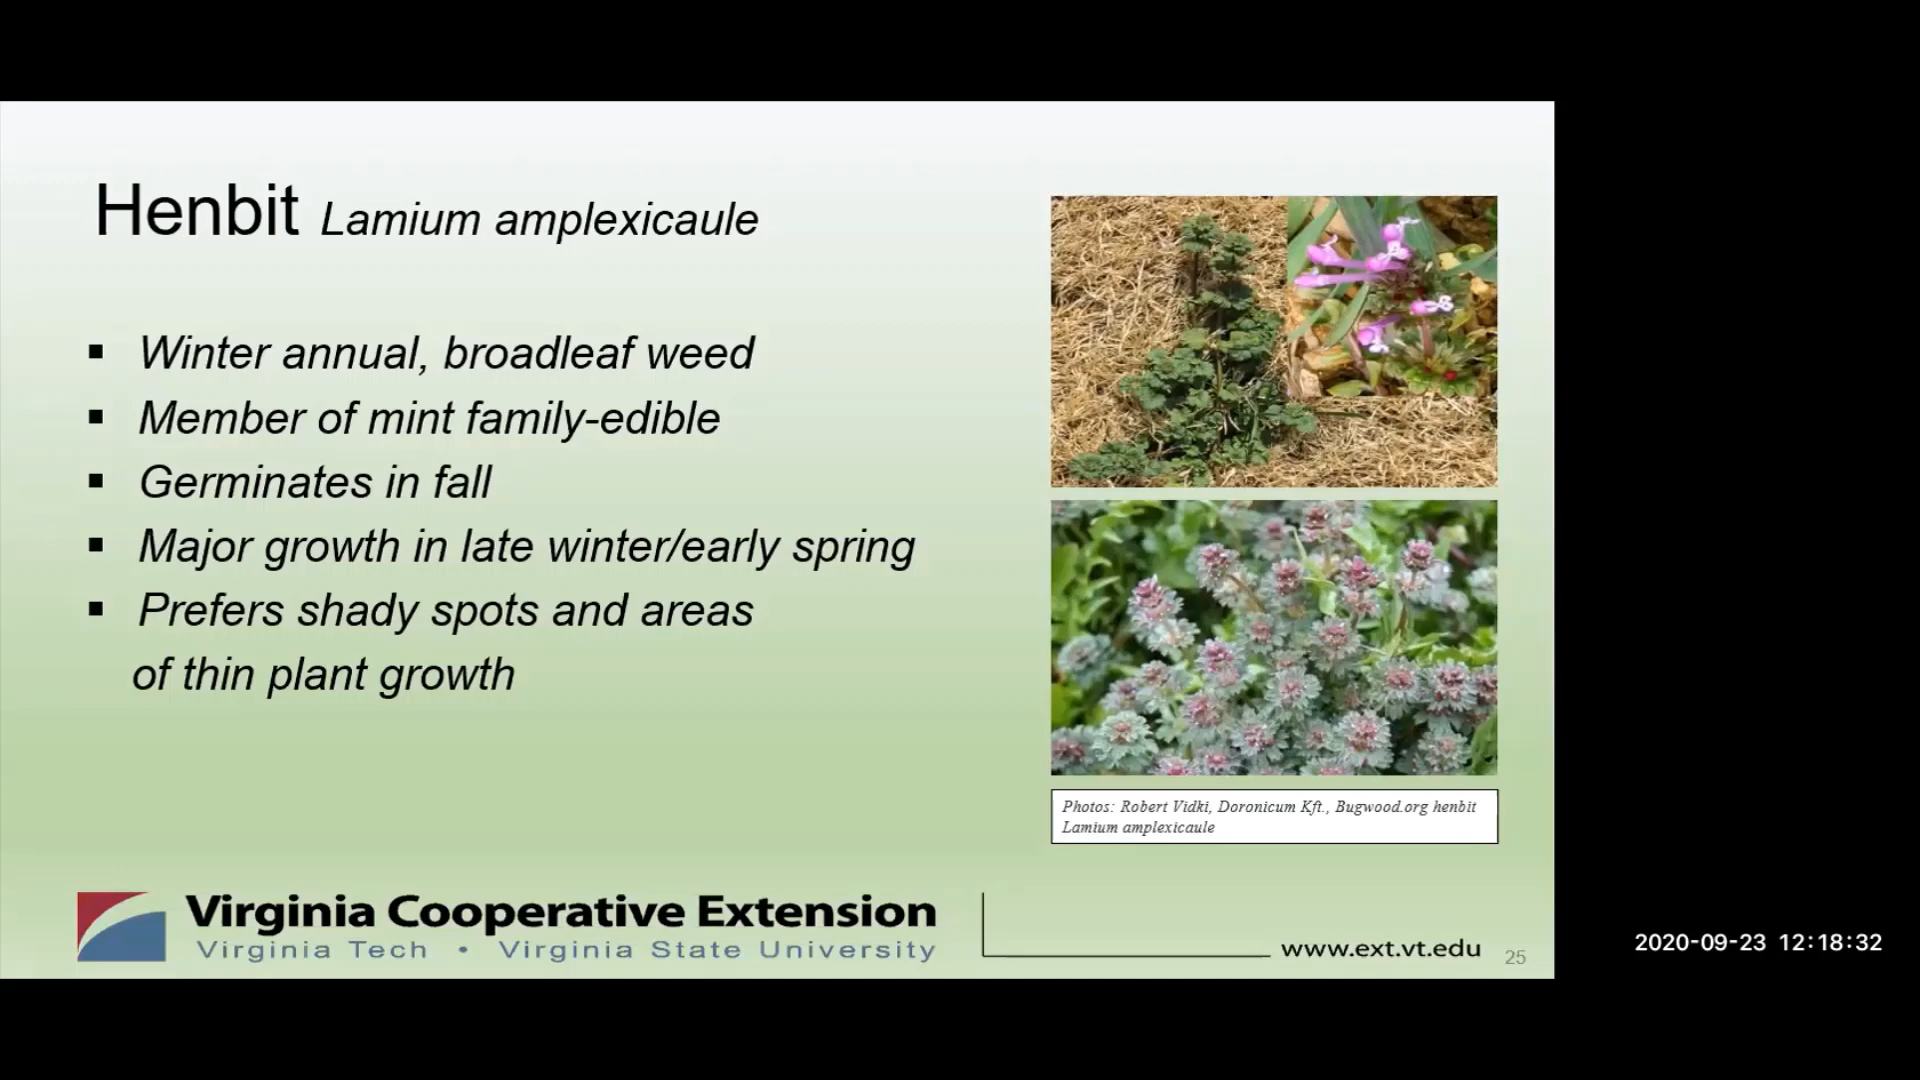 Henbit Lamium amplexicaule
▪ Winter annual, broadleaf weed
▪ Member of mint family-edible
▪ Germinates in fall
▪ Major growth in late winter/early spring
▪ Prefers shady spots and areas
of thin plant growth
Photos: Robert Vidki, Doronicum Kft., Bugwood.org henbit
Lamium amplexicaule
Virginia Cooperative Extension
Virginia Tech • Virginia State University
www.ext.vt.edu
25
2020-09-23 12:18:32